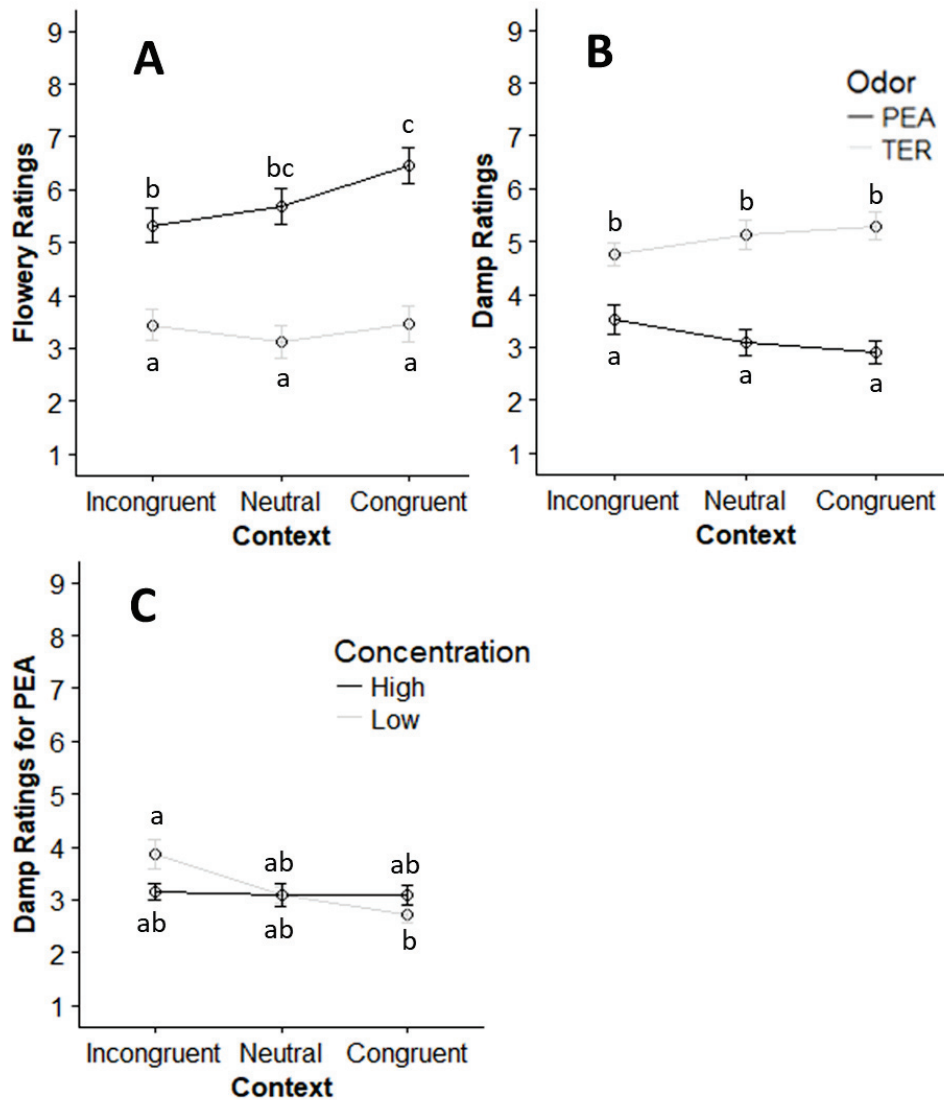 A
Flowery Ratings
9
8
7
6
5
4
3
2
1
b
bc
c
a
a
a
Incongruent Neutral Congruent
Context
B
Damp Ratings
9
8
7
6
5
4
3
2
1
Odor
PEA
TER
b
b
b
a
a
a
Incongruent Neutral Congruent
Context
C
Damp Ratings for PEA
9
8
7
6
5
4
3
2
1
Concentration
High
Low
a
ab
ab
ab
ab
b
Incongruent Neutral Congruent
Context